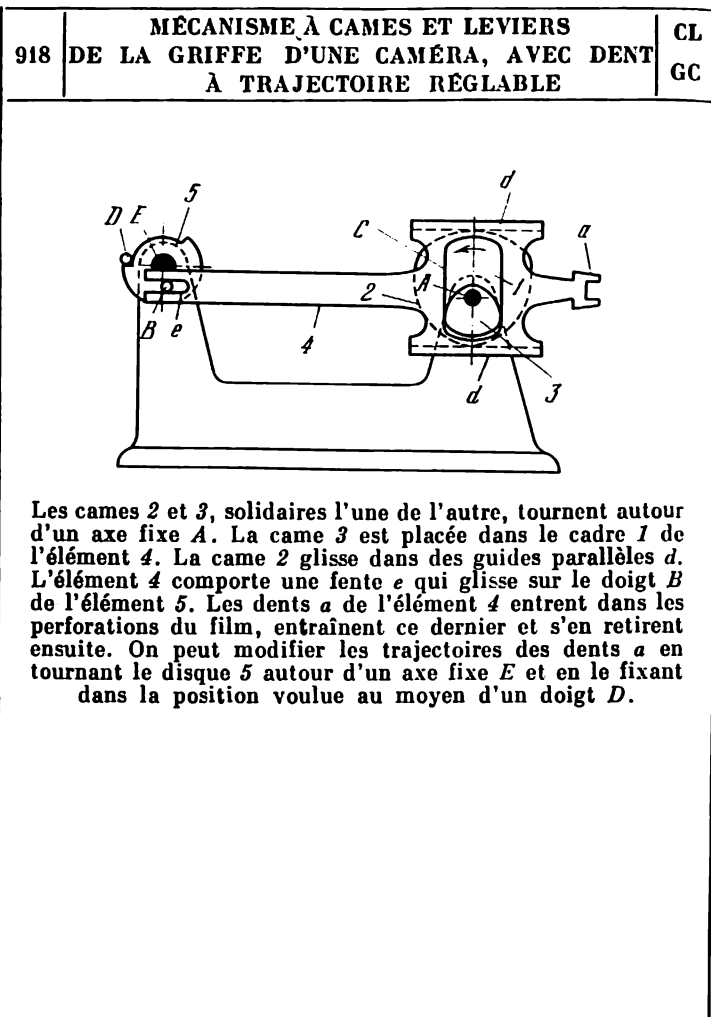 918
MÉCANISME À CAMES ET LEVIERS
DE LA GRIFFE D'UNE CAMÉRA, AVEC DENT
À TRAJECTOIRE RÉGLABLE
CL
GC
5
d
D E
C
a
A
1
2
B
e
4
d
3
Les cames 2 et 3, solidaires l'une de l'autre, tournent autour
d'un axe fixe A. La came 3 est placée dans le cadre 1 de
l'élément 4. La came 2 glisse dans des guides parallèles d.
L'élément 4 comporte une fente e qui glisse sur le doigt B
de l'élément 5. Les dents a de l'élément 4 entrent dans les
perforations du film, entraînent ce dernier et s'en retirent
ensuite. On peut modifier les trajectoires des dents a en
tournant le disque 5 autour d'un axe fixe E et en le fixant
dans la position voulue au moyen d'un doigt D.